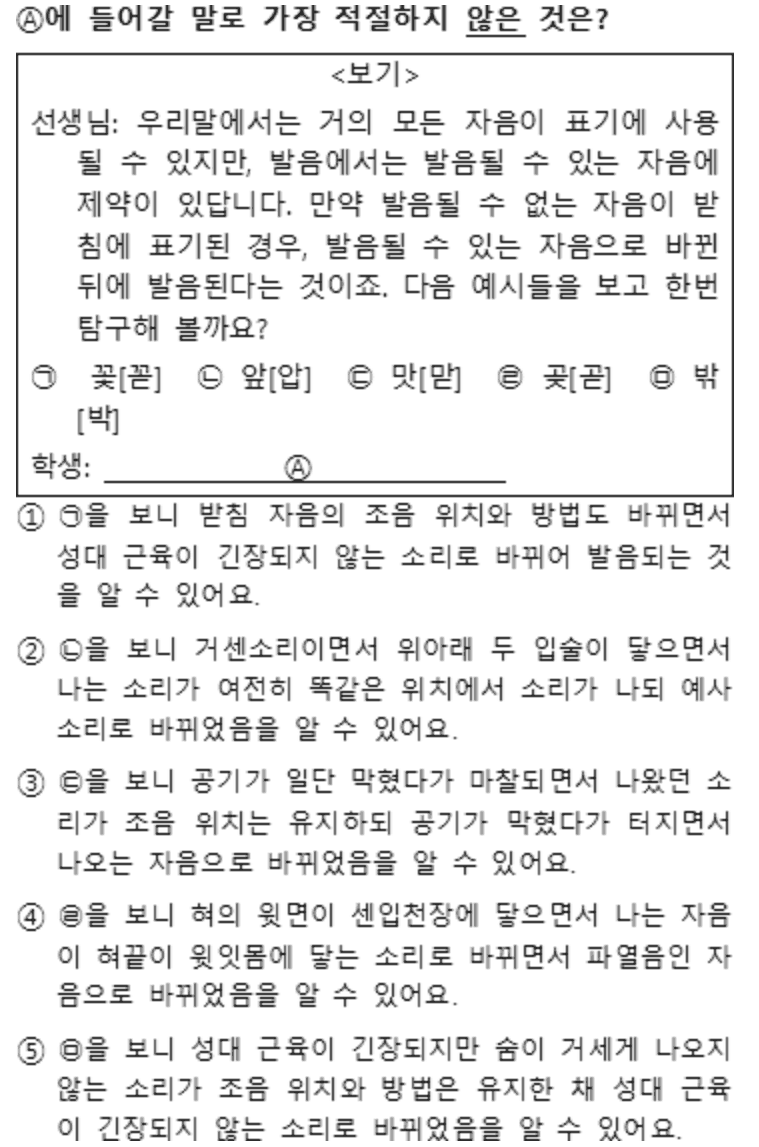 Ⓐ에 들어갈 말로 가장 적절하지 않은 것은?
<보기>
선생님: 우리말에서는 거의 모든 자음이 표기에 사용
될 수 있지만, 발음에서는 발음될 수 있는 자음에
제약이 있답니다. 만약 발음될 수 없는 자음이 받
침에 표기된 경우, 발음될 수 있는 자음으로 바뀐
뒤에 발음된다는 것이죠. 다음 예시들을 보고 한번
탐구해 볼까요?
㉠ 꽃[꼳] ㉡ 앞[압] ㉢ 맛[맏] ㉣ 곶[곧] ㉤ 밖
[박]
학생: Ⓐ
① ㉠을 보니 받침 자음의 조음 위치와 방법도 바뀌면서
성대 근육이 긴장되지 않는 소리로 바뀌어 발음되는 것
을 알 수 있어요.
② ㉡을 보니 거센소리이면서 위아래 두 입술이 닿으면서
나는 소리가 여전히 똑같은 위치에서 소리가 나되 예사
소리로 바뀌었음을 알 수 있어요.
③ ㉢을 보니 공기가 일단 막혔다가 마찰되면서 나왔던 소
리가 조음 위치는 유지하되 공기가 막혔다가 터지면서
나오는 자음으로 바뀌었음을 알 수 있어요.
④ ㉣을 보니 혀의 윗면이 센입천장에 닿으면서 나는 자음
이 혀끝이 윗잇몸에 닿는 소리로 바뀌면서 파열음인 자
음으로 바뀌었음을 알 수 있어요.
⑤ ㉤을 보니 성대 근육이 긴장되지만 숨이 거세게 나오지
않는 소리가 조음 위치와 방법은 유지한 채 성대 근육
이 긴장되지 않는 소리로 바뀌었음을 알 수 있어요.